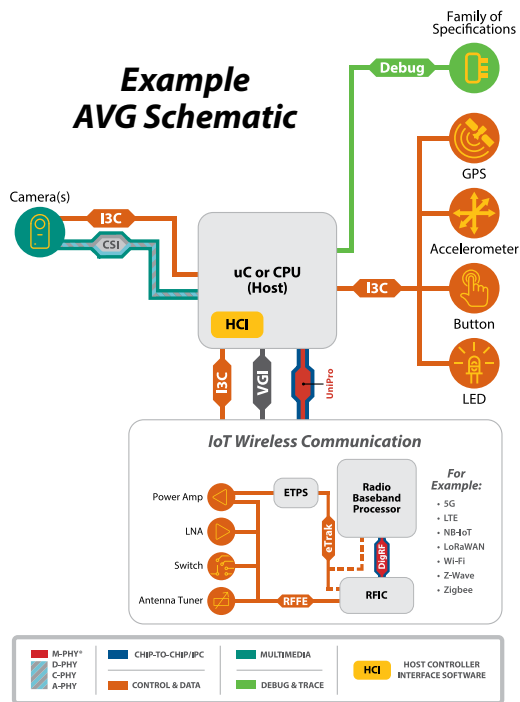 Example
AVG Schematic
Family of
Specifications
Debug
GPS
Accelerometer
Button
LED
Camera(s)
I3C
CSI
uC or CPU
(Host)
HCI
I3C
I3C
VGI
UniPro
IoT Wireless Communication
Power Amp
LNA
Switch
Antenna Tuner
ETPS
eTrak
RFFE
Radio
Baseband
Processor
DigRF
RFIC
For
Example:
• 5G
• LTE
• NB-IoT
• LoRaWAN
• Wi-Fi
• Z-Wave
• Zigbee
M-PHY®
D-PHY
C-PHY
A-PHY
CHIP-TO-CHIP/IPC
CONTROL & DATA
MULTIMEDIA
DEBUG & TRACE
HCI
HOST CONTROLLER
INTERFACE SOFTWARE